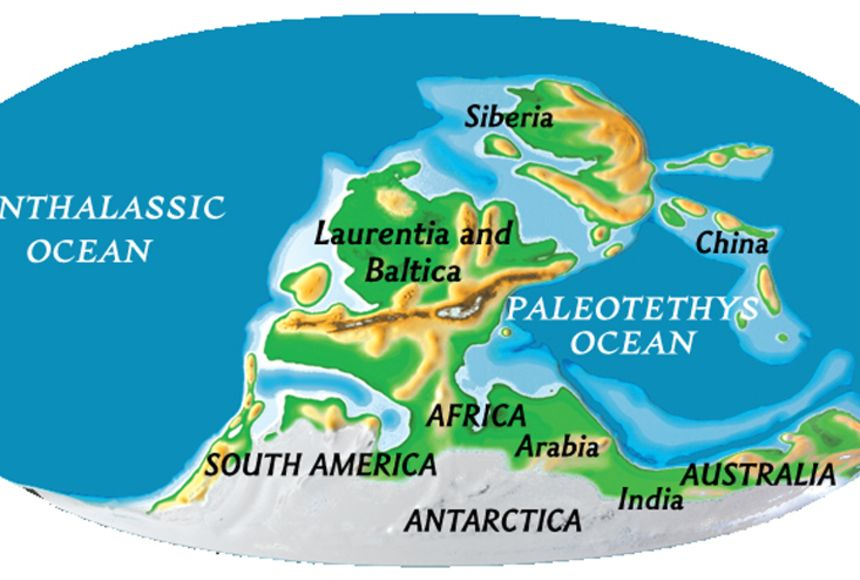 Siberia
NTHALASSIC
OCEAN
Laurentia and
Baltica
China
PALEOTETHYS
OCEAN
AFRICA
Arabia
SOUTH AMERICA
AUSTRALIA
India
ANTARCTICA